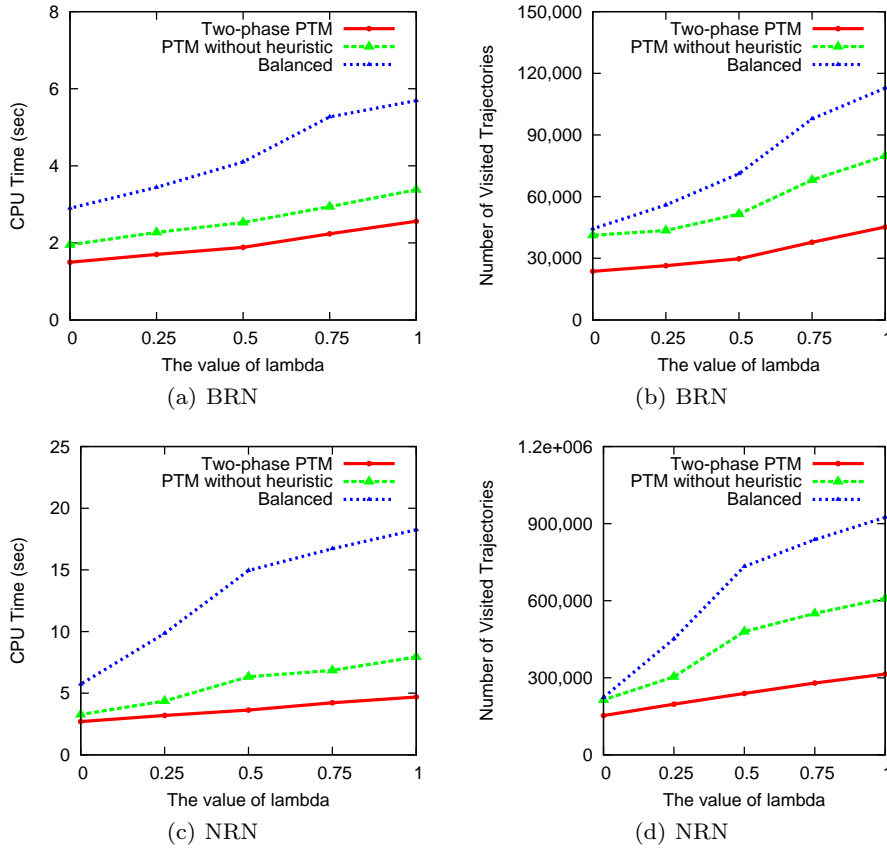 8
6
4
2
0
CPU Time (sec)
Two-phase PTM
PTM without heuristic
Balanced
0 0.25 0.5 0.75 1
The value of lambda
(a) BRN
150,000
120,000
90,000
60,000
30,000
0
Number of Visited Trajectories
Two-phase PTM
PTM without heuristic
Balanced
0 0.25 0.5 0.75 1
The value of lambda
(b) BRN
25
20
15
10
5
0
CPU Time (sec)
Two-phase PTM
PTM without heuristic
Balanced
0 0.25 0.5 0.75 1
The value of lambda
(c) NRN
1.2e+006
900,000
600,000
300,000
0
Number of Visited Trajectories
Two-phase PTM
PTM without heuristic
Balanced
0 0.25 0.5 0.75 1
The value of lambda
(d) NRN